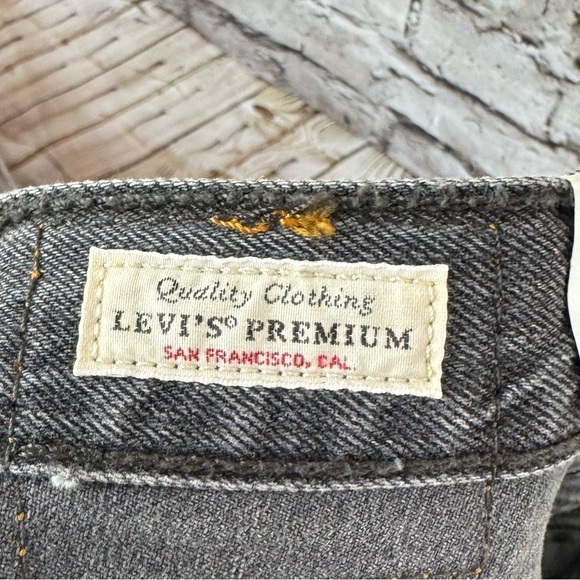 Quality Clothing
LEVI'S® PREMIUM
SAN FRANCISCO, CAL.